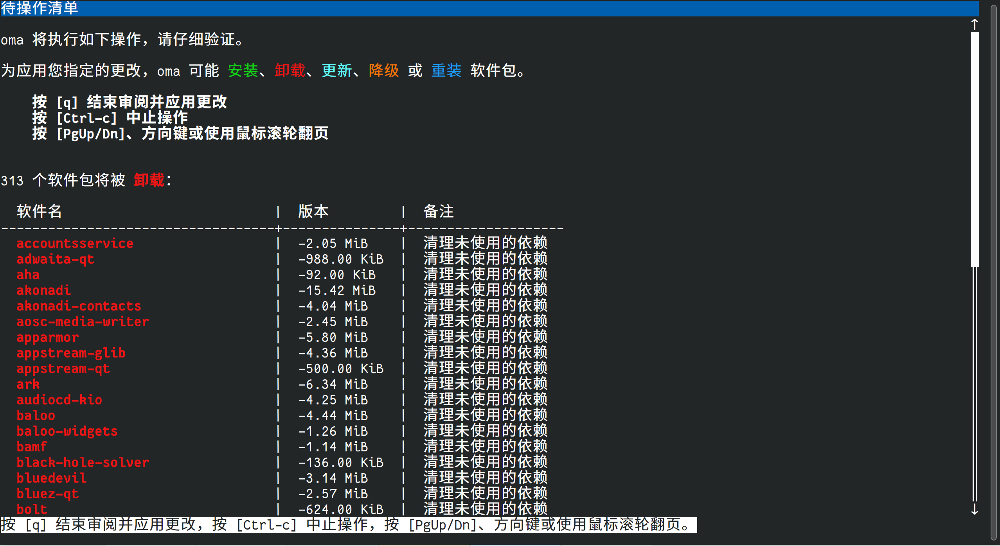 待操作清单
oma 将执行如下操作，请仔细验证。
为应用您指定的更改，oma 可能 安装、卸载、更新、降级 或 重装 软件包。
按 [q] 结束审阅并应用更改
按 [Ctrl-c] 中止操作
按 [PgUp/Dn]、方向键或使用鼠标滚轮翻页
313 个软件包将被 卸载：
软件名 | 版本 | 备注
-----------------------------------+---------------+--------------------
accountsservice | -2.05 MiB | 清理未使用的依赖
adwaita-qt | -988.00 KiB | 清理未使用的依赖
aha | -92.00 KiB | 清理未使用的依赖
akonadi | -15.42 MiB | 清理未使用的依赖
akonadi-contacts | -4.04 MiB | 清理未使用的依赖
aosc-media-writer | -2.45 MiB | 清理未使用的依赖
apparmor | -5.80 MiB | 清理未使用的依赖
appstream-glib | -4.36 MiB | 清理未使用的依赖
appstream-qt | -500.00 KiB | 清理未使用的依赖
ark | -6.34 MiB | 清理未使用的依赖
audiocd-kio | -4.25 MiB | 清理未使用的依赖
baloo | -4.44 MiB | 清理未使用的依赖
baloo-widgets | -1.26 MiB | 清理未使用的依赖
bamf | -1.14 MiB | 清理未使用的依赖
black-hole-solver | -136.00 KiB | 清理未使用的依赖
bluedevil | -3.14 MiB | 清理未使用的依赖
bluez-qt | -2.57 MiB | 清理未使用的依赖
bolt | -624.00 KiB | 清理未使用的依赖
按 [q] 结束审阅并应用更改，按 [Ctrl-c] 中止操作，按 [PgUp/Dn]、方向键或使用鼠标滚轮翻页。